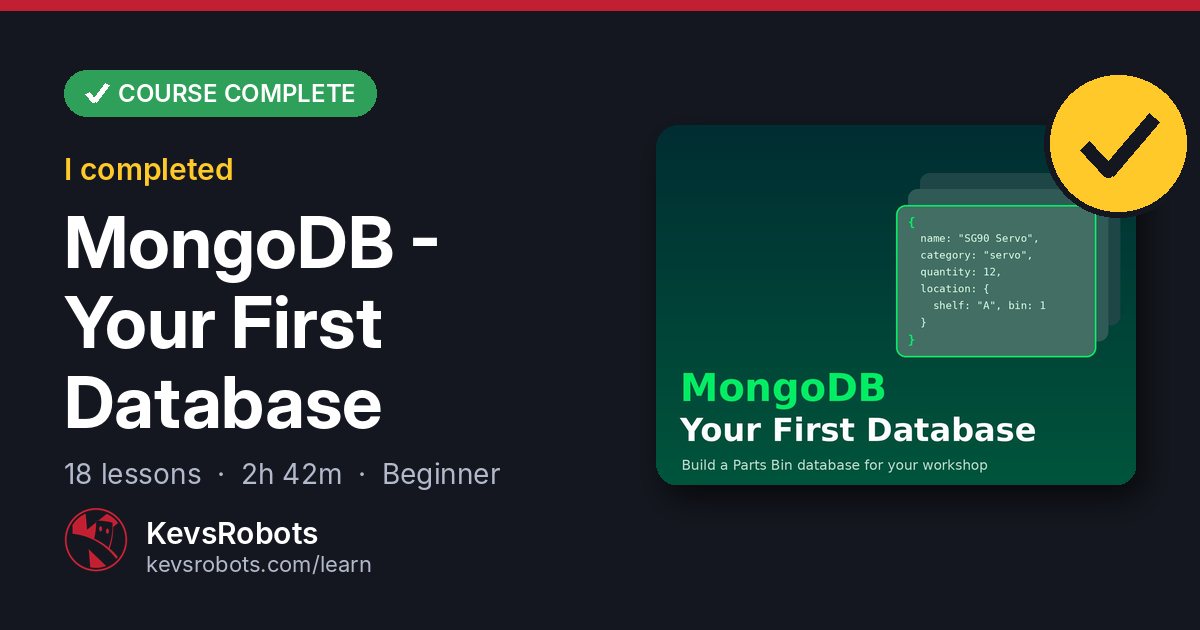 COURSE COMPLETE
I completed
MongoDB -
Your First
Database
18 lessons · 2h 42m · Beginner
KevsRobots
kevsrobots.com/learn
{
name: "SG90 Servo",
category: "servo",
quantity: 12,
location: {
shelf: "A", bin: 1
}
}
MongoDB
Your First Database
Build a Parts Bin database for your workshop